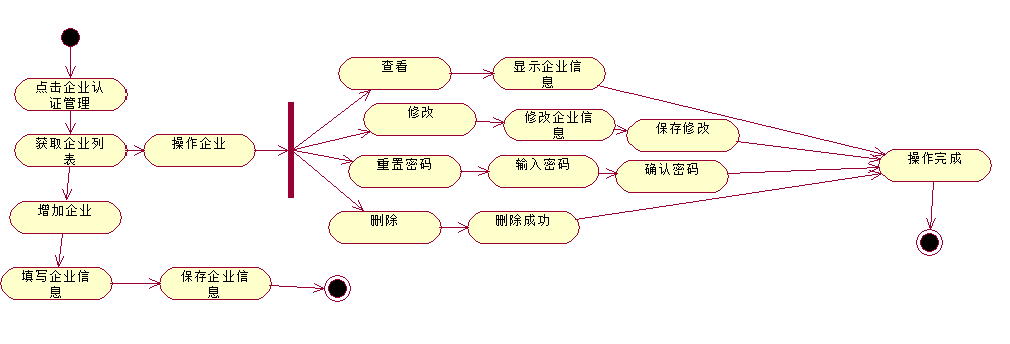 点击企业认
证管理
获取企业列
表
操作企业
增加企业
填写企业信
息
保存企业信
息
查看
显示企业信
息
修改
修改企业信
息
保存修改
重置密码
输入密码
确认密码
删除
删除成功
操作完成